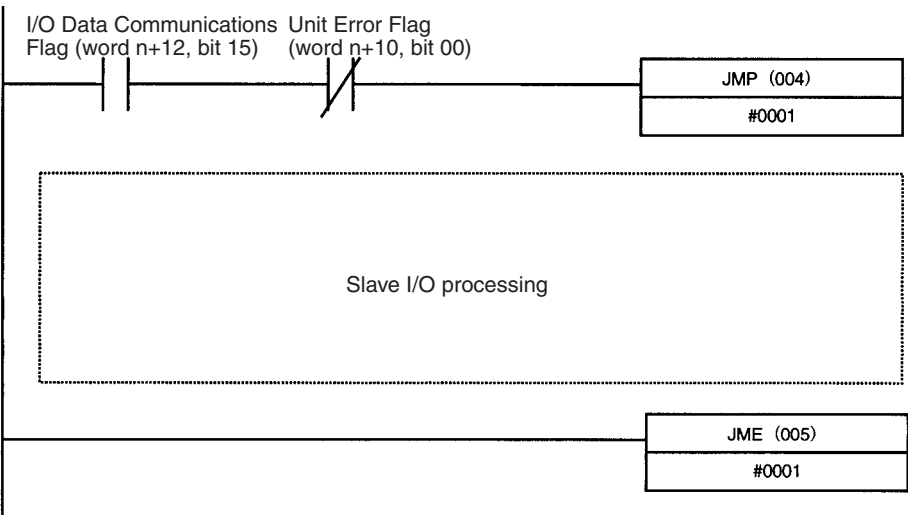 I/O Data Communications
Flag (word n+12, bit 15)
Unit Error Flag
(word n+10, bit 00)
JMP (004)
#0001
Slave I/O processing
JME (005)
#0001